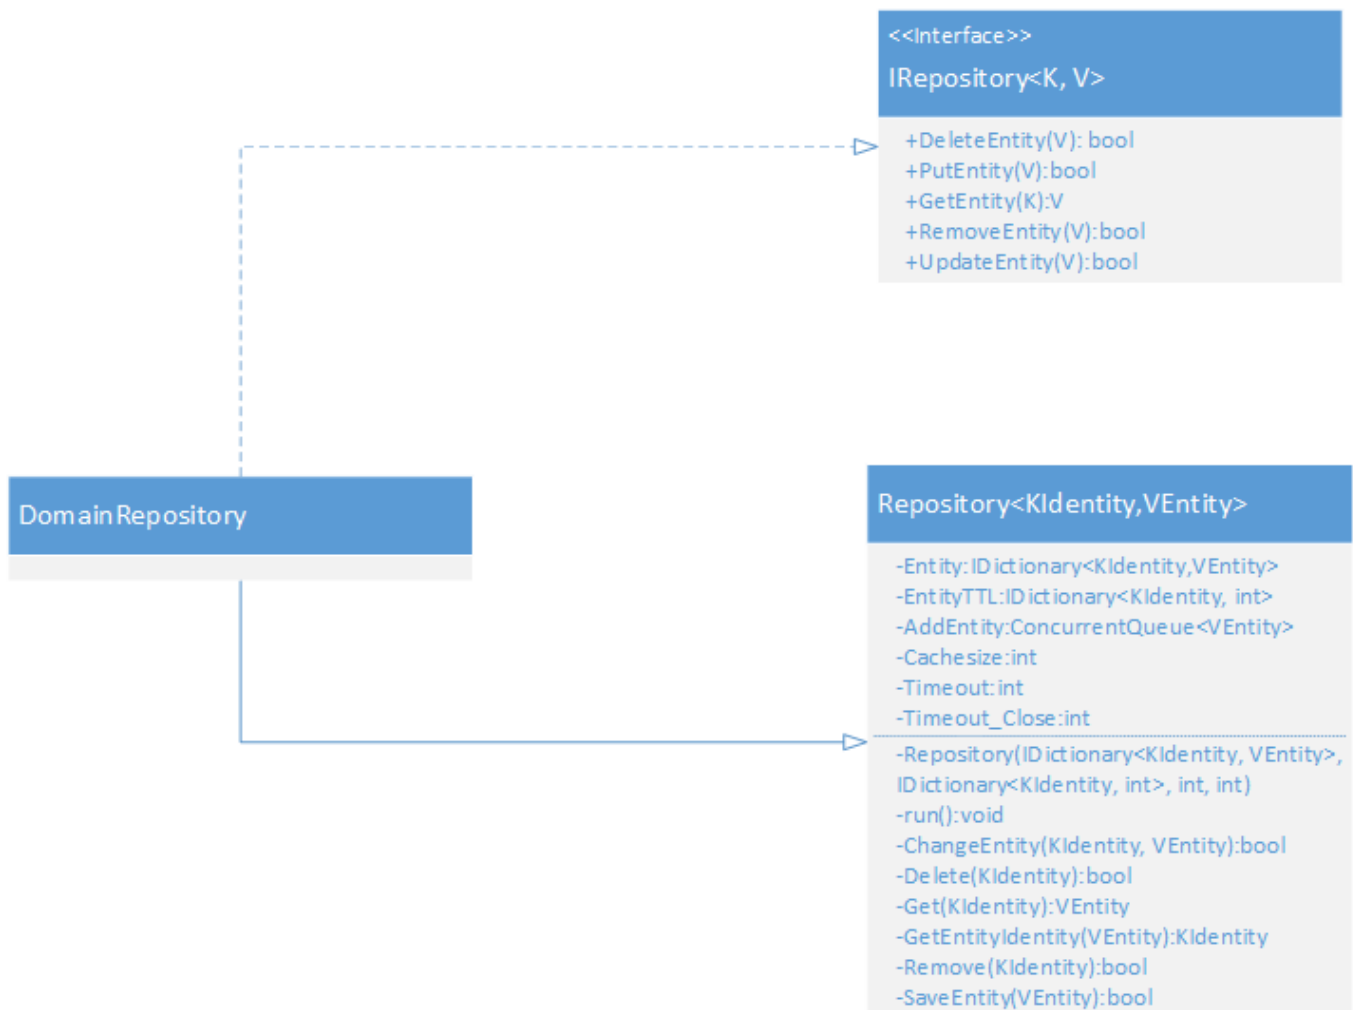 <<Interface>>
IRepository<K, V>
+DeleteEntity(V): bool
+PutEntity(V):bool
+GetEntity(K):V
+RemoveEntity(V):bool
+UpdateEntity(V):bool
DomainRepository
Repository<KIdentity,VEntity>
-Entity:IDictionary<KIdentity,VEntity>
-EntityTTL:IDictionary<KIdentity, int>
-AddEntity:ConcurrentQueue<VEntity>
-Cachesize:int
-Timeout:int
-Timeout_Close:int
-Repository(IDictionary<KIdentity, VEntity>,
IDictionary<KIdentity, int>, int, int)
-run():void
-ChangeEntity(KIdentity, VEntity):bool
-Delete(KIdentity):bool
-Get(KIdentity):VEntity
-GetEntityIdentity(VEntity):KIdentity
-Remove(KIdentity):bool
-SaveEntity(VEntity):bool